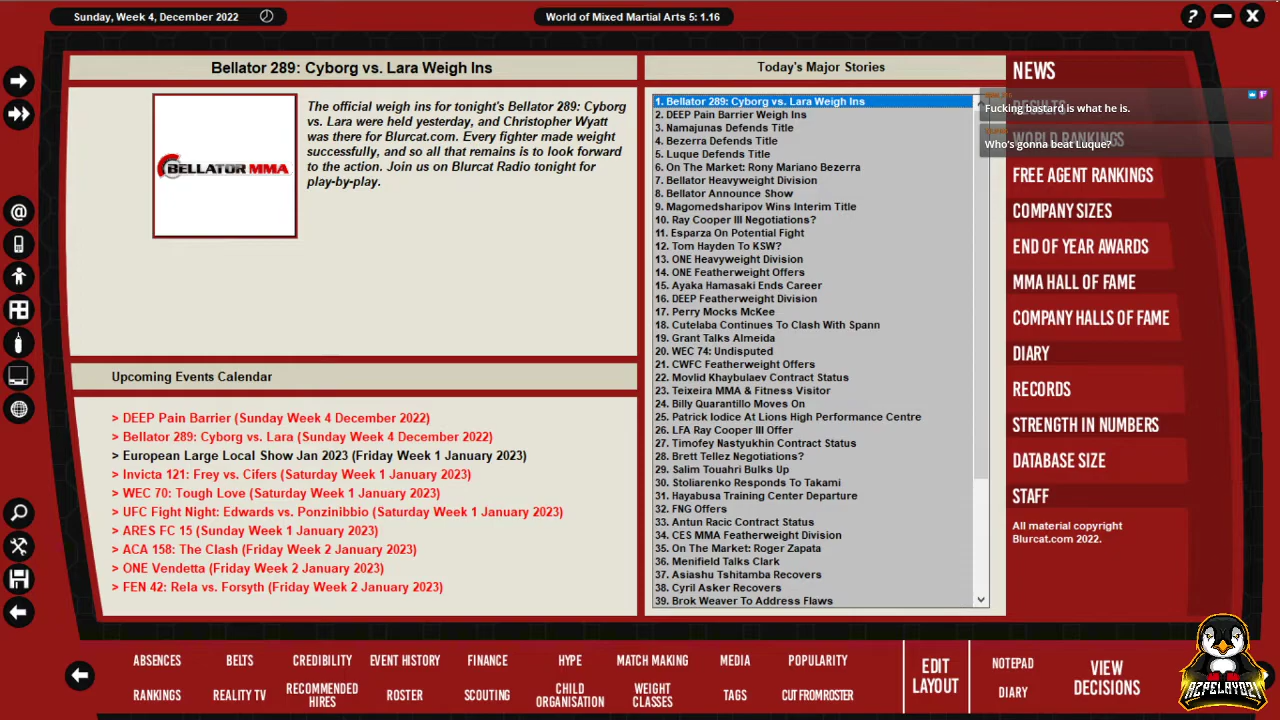 Sunday, Week 4, December 2022
World of Mixed Martial Arts 5: 1.16
?
X
Bellator 289: Cyborg vs. Lara Weigh Ins
BELLATOR MMA
The official weigh ins for tonight's Bellator 289: Cyborg
vs. Lara were held yesterday, and Christopher Wyatt
was there for Blurcat.com. Every fighter made weight
successfully, and so all that remains is to look forward
to the action. Join us on Blurcat Radio tonight for
play-by-play.
Upcoming Events Calendar
> DEEP Pain Barrier (Sunday Week 4 December 2022)
> Bellator 289: Cyborg vs. Lara (Sunday Week 4 December 2022)
> European Large Local Show Jan 2023 (Friday Week 1 January 2023)
> Invicta 121: Frey vs. Cifers (Saturday Week 1 January 2023)
> WEC 70: Tough Love (Saturday Week 1 January 2023)
> UFC Fight Night: Edwards vs. Ponzinibbio (Saturday Week 1 January 2023)
> ARES FC 15 (Sunday Week 1 January 2023)
> ACA 158: The Clash (Friday Week 2 January 2023)
> ONE Vendetta (Friday Week 2 January 2023)
> FEN 42: Rela vs. Forsyth (Friday Week 2 January 2023)
Today's Major Stories
1. Bellator 289: Cyborg vs. Lara Weigh Ins
2. DEEP Pain Barrier Weigh Ins
3. Namajunas Defends Title
4. Bezerra Defends Title
5. Luque Defends Title
6. On The Market: Rony Mariano Bezerra
7. Bellator Heavyweight Division
8. Bellator Announce Show
9. Magomedsharipov Wins Interim Title
10. Ray Cooper III Negotiations?
11. Esparza On Potential Fight
12. Tom Hayden To KSW?
13. ONE Heavyweight Division
14. ONE Featherweight Offers
15. Ayaka Hamasaki Ends Career
16. DEEP Featherweight Division
17. Perry Mocks McKee
18. Cutelaba Continues To Clash With Spann
19. Grant Talks Almeida
20. WEC 74: Undisputed
21. CWFC Featherweight Offers
22. Movlid Khaybulaev Contract Status
23. Teixeira MMA & Fitness Visitor
24. Billy Quarantillo Moves On
25. Patrick Iodice At Lions High Performance Centre
26. LFA Ray Cooper III Offer
27. Timofey Nastyukhin Contract Status
28. Brett Tellez Negotiations?
29. Salim Touahri Bulks Up
30. Stoliarenko Responds To Takami
31. Hayabusa Training Center Departure
32. FNG Offers
33. Antun Racic Contract Status
34. CES MMA Featherweight Division
35. On The Market: Roger Zapata
36. Menifield Talks Clark
37. Asiashu Tshitamba Recovers
38. Cyril Asker Recovers
39. Brok Weaver To Address Flaws
NEWS
RESULTS
Fucking bastard is what he is.
WORLD RANKINGS
Who's gonna beat Luque?
FREE AGENT RANKINGS
COMPANY SIZES
END OF YEAR AWARDS
MMA HALL OF FAME
COMPANY HALLS OF FAME
DIARY
RECORDS
STRENGTH IN NUMBERS
DATABASE SIZE
STAFF
All material copyright
Blurcat.com 2022.
ABSENCES
BELTS
CREDIBILITY
EVENT HISTORY
FINANCE
HYPE
MATCH MAKING
MEDIA
POPULARITY
RANKINGS
REALITY TV
RECOMMENDED
HIRES
ROSTER
SCOUTING
CHILD
ORGANISATION
WEIGHT
CLASSES
TAGS
CUT FROM ROSTER
EDIT
LAYOUT
NOTEPAD
DIARY
VIEW
DECISIONS
ACPELAY021